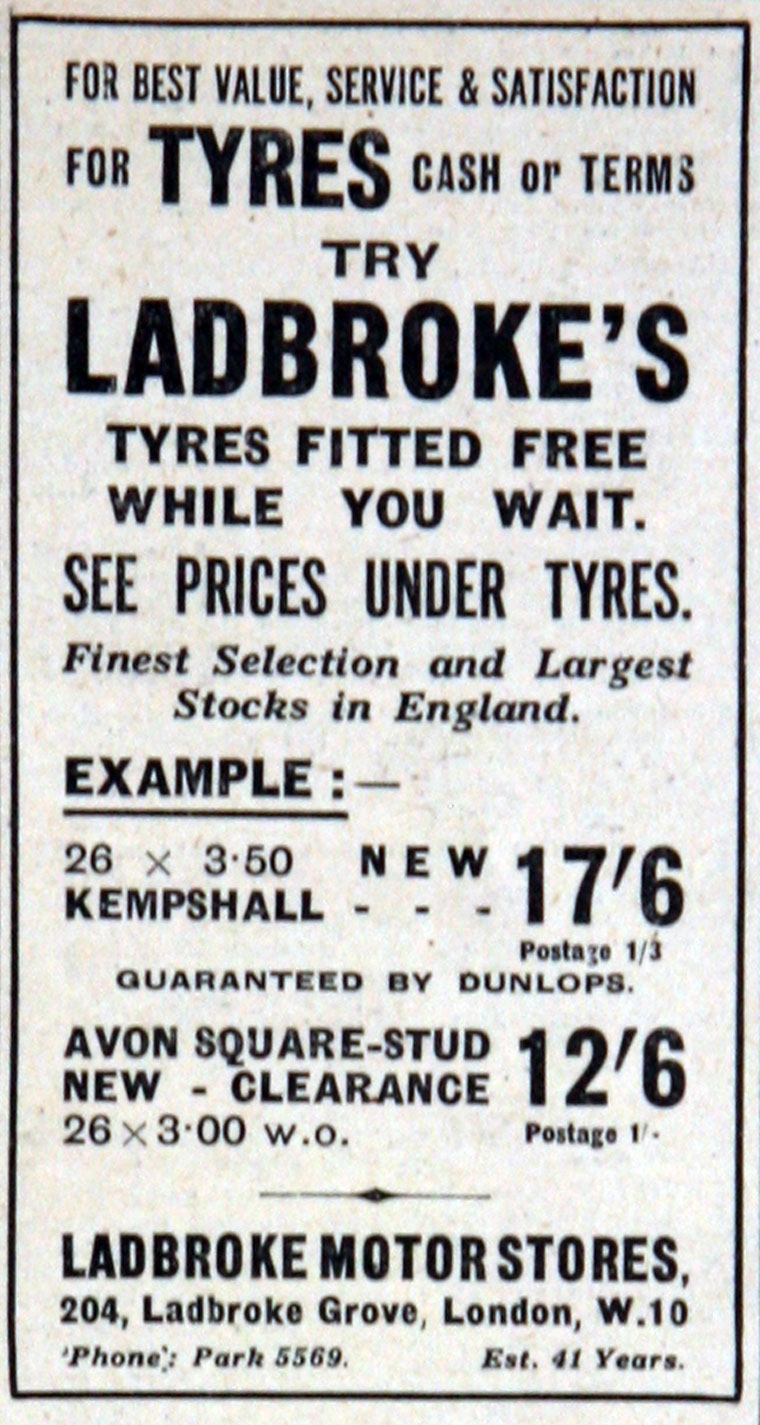 FOR BEST VALUE, SERVICE & SATISFACTION
FOR TYRES CASH or TERMS
TRY
LADBROKE'S
TYRES FITTED FREE
WHILE YOU WAIT.
SEE PRICES UNDER TYRES.
Finest Selection and Largest
Stocks in England.
EXAMPLE :—
26 × 3·50 NEW 17'6
KEMPSHALL - - -
Postage 1/3
GUARANTEED BY DUNLOPS.
AVON SQUARE-STUD 12'6
NEW - CLEARANCE
26 × 3·00 W.O. Postage 1/-
LADBROKE MOTOR STORES,
204, Ladbroke Grove, London, W.10
'Phone': Park 5569. Est. 41 Years.